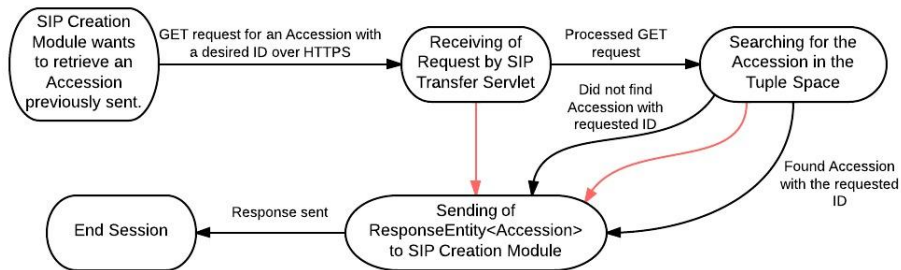 SIP Creation
Module wants
to retrieve an
Accession
previously sent.
GET request for an Accession with
a desired ID over HTTPS
Receiving of
Request by SIP
Transfer Servlet
Processed GET
request
Searching for the
Accession in the
Tuple Space
Did not find
Accession with
requested ID
Found Accession
with the requested
ID
End Session
Response sent
Sending of
ResponseEntity<Accession>
to SIP Creation Module